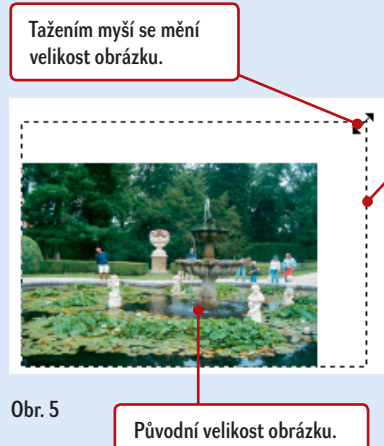 Tažením myší se mění
velikost obrázku.
Obr. 5
Původní velikost obrázku.